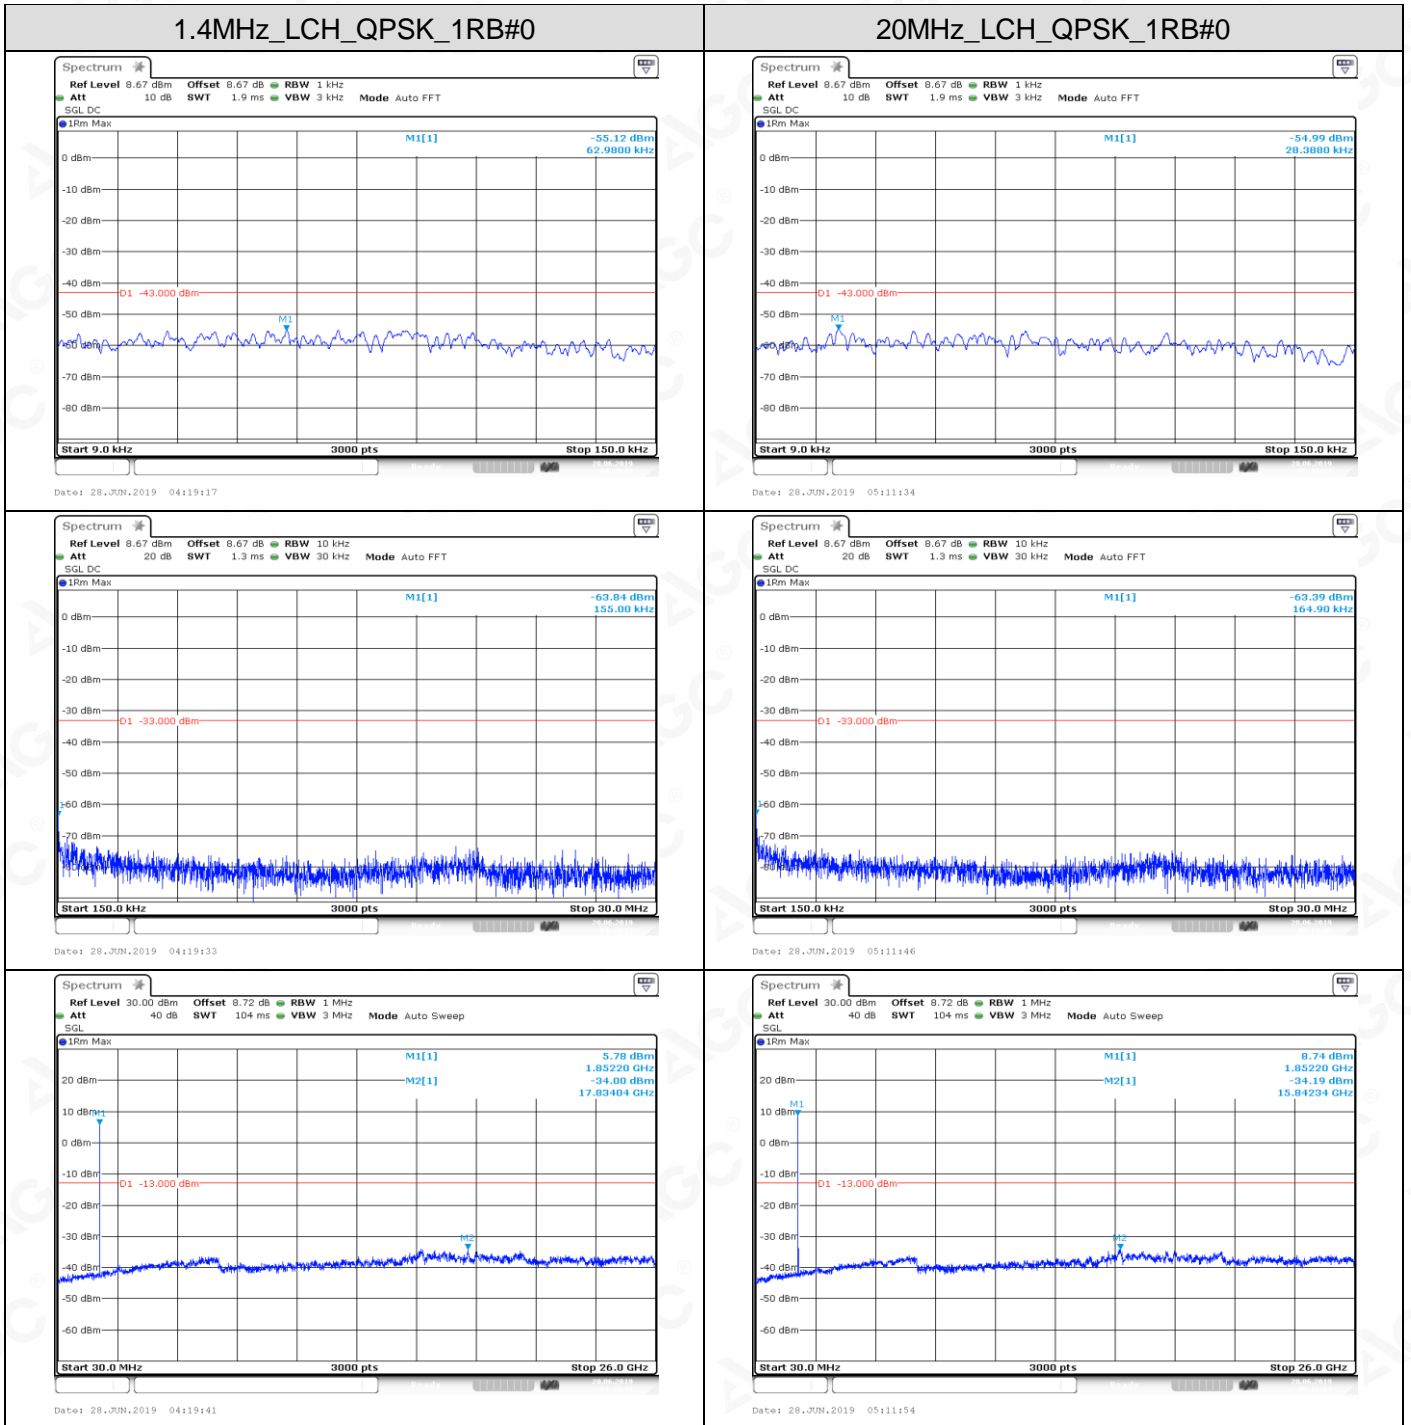 1.4MHz_LCH_QPSK_1RB#0
20MHz_LCH_QPSK_1RB#0
Spectrum
Ref Level 8.67 dBm Offset 8.67 dB RBW 1 kHz
Att 10 dB SWT 1.9 ms VBW 3 kHz Mode Auto FFT
SGL DC
1Rm Max
M1[1] -55.12 dBm
62.9800 kHz
0 dBm
-10 dBm
-20 dBm
-30 dBm
-40 dBm
D1 -43.000 dBm
-50 dBm
M1
-60 dBm
-70 dBm
-80 dBm
Start 9.0 kHz 3000 pts Stop 150.0 kHz
Date: 28.JUN.2019 04:19:17
Spectrum
Ref Level 8.67 dBm Offset 8.67 dB RBW 1 kHz
Att 10 dB SWT 1.9 ms VBW 3 kHz Mode Auto FFT
SGL DC
1Rm Max
M1[1] -54.99 dBm
28.3880 kHz
0 dBm
-10 dBm
-20 dBm
-30 dBm
-40 dBm
D1 -43.000 dBm
-50 dBm
M1
-60 dBm
-70 dBm
-80 dBm
Start 9.0 kHz 3000 pts Stop 150.0 kHz
Date: 28.JUN.2019 05:11:34
Spectrum
Ref Level 8.67 dBm Offset 8.67 dB RBW 10 kHz
Att 20 dB SWT 1.3 ms VBW 30 kHz Mode Auto FFT
SGL DC
1Rm Max
M1[1] -63.84 dBm
155.00 kHz
0 dBm
-10 dBm
-20 dBm
-30 dBm
D1 -33.000 dBm
-40 dBm
-50 dBm
-60 dBm
-70 dBm
-80 dBm
Start 150.0 kHz 3000 pts Stop 30.0 MHz
Date: 28.JUN.2019 04:19:33
Spectrum
Ref Level 8.67 dBm Offset 8.67 dB RBW 10 kHz
Att 20 dB SWT 1.3 ms VBW 30 kHz Mode Auto FFT
SGL DC
1Rm Max
M1[1] -63.39 dBm
164.90 kHz
0 dBm
-10 dBm
-20 dBm
-30 dBm
D1 -33.000 dBm
-40 dBm
-50 dBm
-60 dBm
-70 dBm
-80 dBm
Start 150.0 kHz 3000 pts Stop 30.0 MHz
Date: 28.JUN.2019 05:11:46
Spectrum
Ref Level 30.00 dBm Offset 8.72 dB RBW 1 MHz
Att 40 dB SWT 104 ms VBW 3 MHz Mode Auto Sweep
SGL
1Rm Max
M1[1] 5.78 dBm
1.85220 GHz
20 dBm M2[1] -34.00 dBm
17.83404 GHz
10 dBm M1
0 dBm
-10 dBm
D1 -13.000 dBm
-20 dBm
-30 dBm M2
-40 dBm
-50 dBm
-60 dBm
Start 30.0 MHz 3000 pts Stop 26.0 GHz
Date: 28.JUN.2019 04:19:41
Spectrum
Ref Level 30.00 dBm Offset 8.72 dB RBW 1 MHz
Att 40 dB SWT 104 ms VBW 3 MHz Mode Auto Sweep
SGL
1Rm Max
M1[1] 8.74 dBm
1.85220 GHz
20 dBm M2[1] -34.19 dBm
15.84234 GHz
M1
10 dBm
0 dBm
-10 dBm
D1 -13.000 dBm
-20 dBm
-30 dBm M2
-40 dBm
-50 dBm
-60 dBm
Start 30.0 MHz 3000 pts Stop 26.0 GHz
Date: 28.JUN.2019 05:11:54